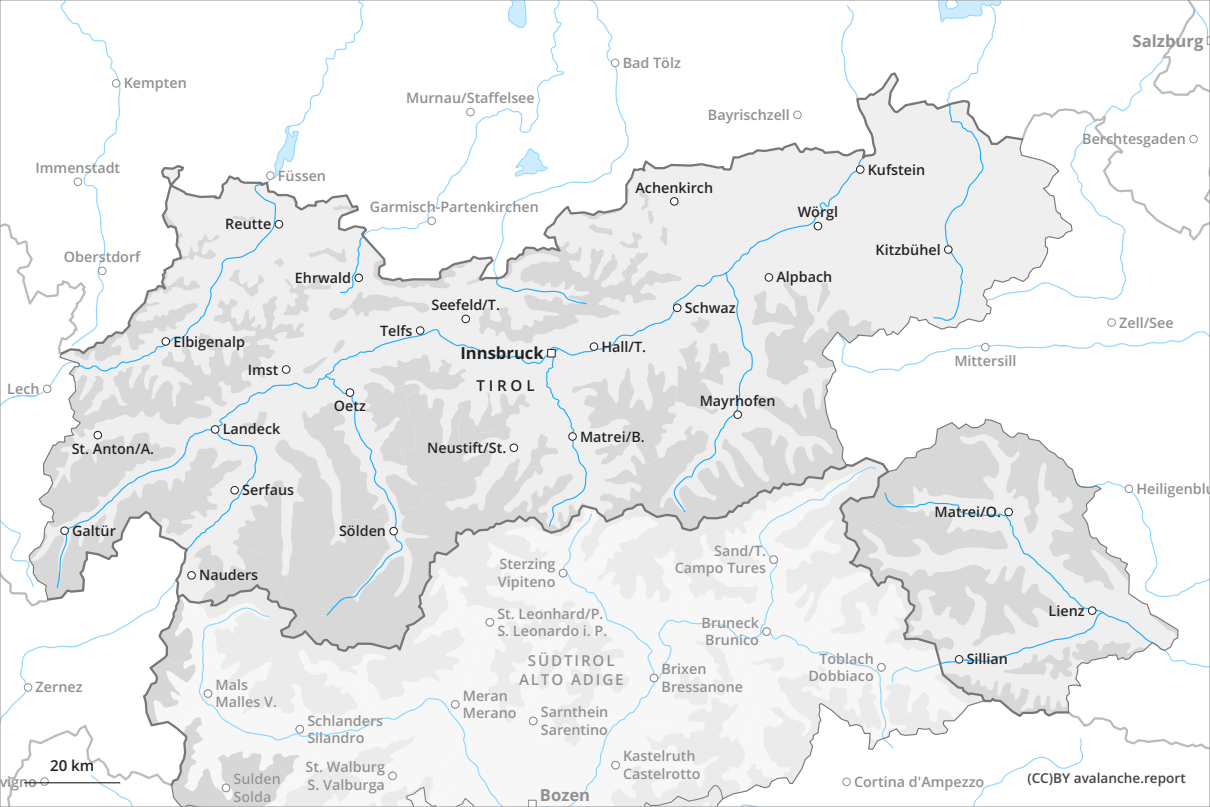 Salzburg
Bad Tölz
Kempten
Murnau/Staffelsee
Bayrischzell
Berchtesgaden
Immenstadt
Füssen
Kufstein
Achenkirch
Garmisch-Partenkirchen
Wörgl
Reutte
Kitzbühel
Oberstdorf
Ehrwald
Alpbach
Seefeld/T.
Schwaz
Zell/See
Telfs
Elbigenalp
Innsbruck
Hall/T.
Mittersill
Imst
TIROL
Lech
Oetz
Mayrhofen
Landeck
Matrei/B.
St. Anton/A.
Neustift/St.
Serfaus
Heiligenblu
Matrei/O.
Galtür
Sölden
Sand/T.
Campo Tures
Sterzing
Vipiteno
Nauders
Lienz
St. Leonhard/P.
S. Leonardo i. P.
Bruneck
Brunico
SÜDTIROL
ALTO ADIGE
Toblach
Dobbiaco
Sillian
Brixen
Bressanone
Zernez
Mals
Malles V.
Meran
Merano
Sarnthein
Sarentino
Schlanders
Silandro
Kastelruth
Castelrotto
20 km
St. Walburg
S. Valburga
vigno
Sulden
Solda
Cortina d'Ampezzo
(CC)BY avalanche.report
Bozen